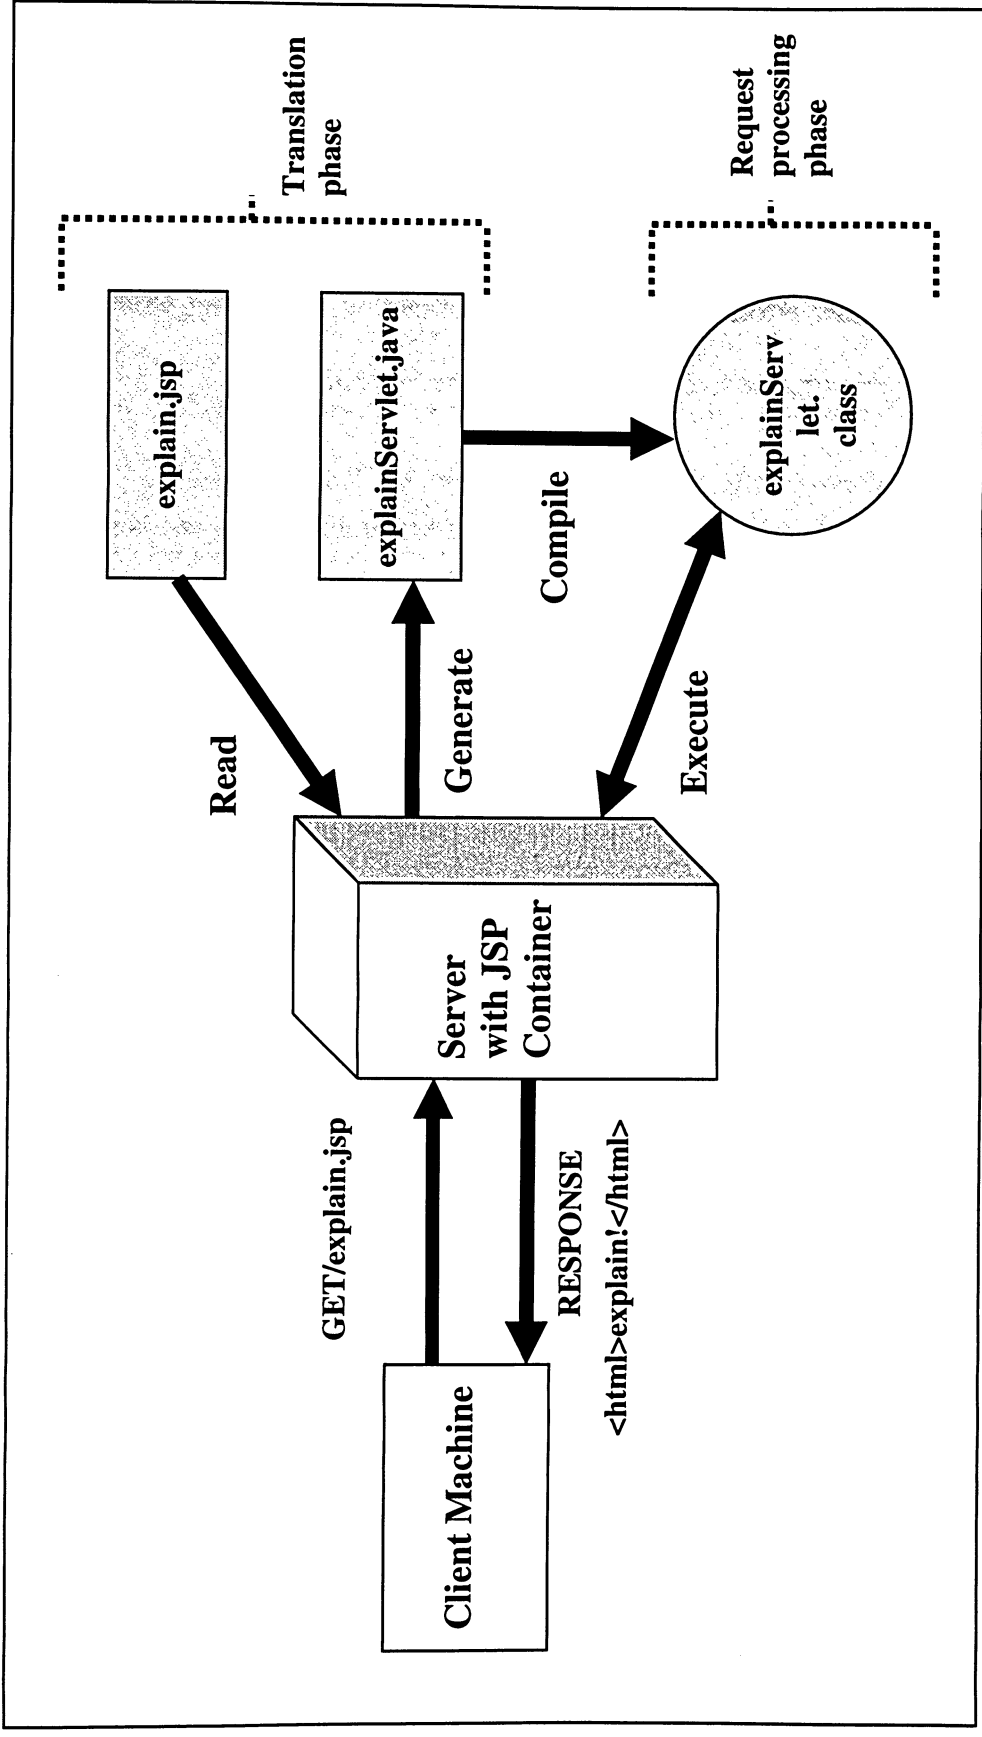 explain.jsp
Translation
phase
Read
explainServlet.java
Generate
Compile
GET/explain.jsp
Client Machine
Server
with JSP
Container
RESPONSE
<html>explain!</html>
Execute
explainServ
let.
class
Request
processing
phase